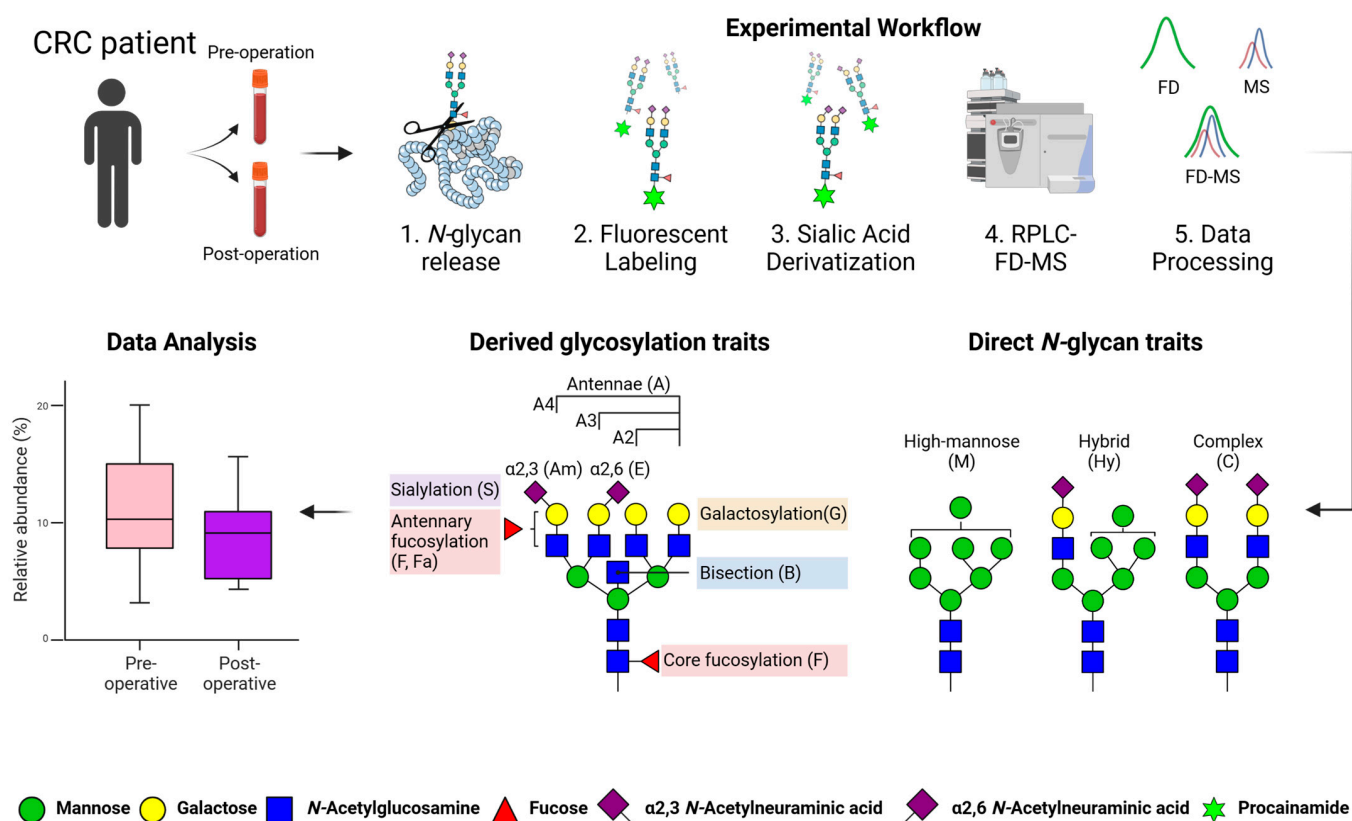 Experimental Workflow
CRC patient
Pre-operation
Post-operation
1. N-glycan
release
2. Fluorescent
Labeling
3. Sialic Acid
Derivatization
4. RPLC-
FD-MS
FD
MS
FD-MS
5. Data
Processing
Data Analysis
Relative abundance (%)
20
10
0
Pre-
operative
Post-
operative
Derived glycosylation traits
Antennae (A)
A4
A3
A2
α2,3 (Am)
α2,6 (E)
Sialylation (S)
Antennary
fucosylation
(F, Fa)
Galactosylation(G)
Bisection (B)
Core fucosylation (F)
Direct N-glycan traits
High-mannose
(M)
Hybrid
(Hy)
Complex
(C)
Mannose
Galactose
N-Acetylglucosamine
Fucose
α2,3 N-Acetylneuraminic acid
α2,6 N-Acetylneuraminic acid
Procainamide